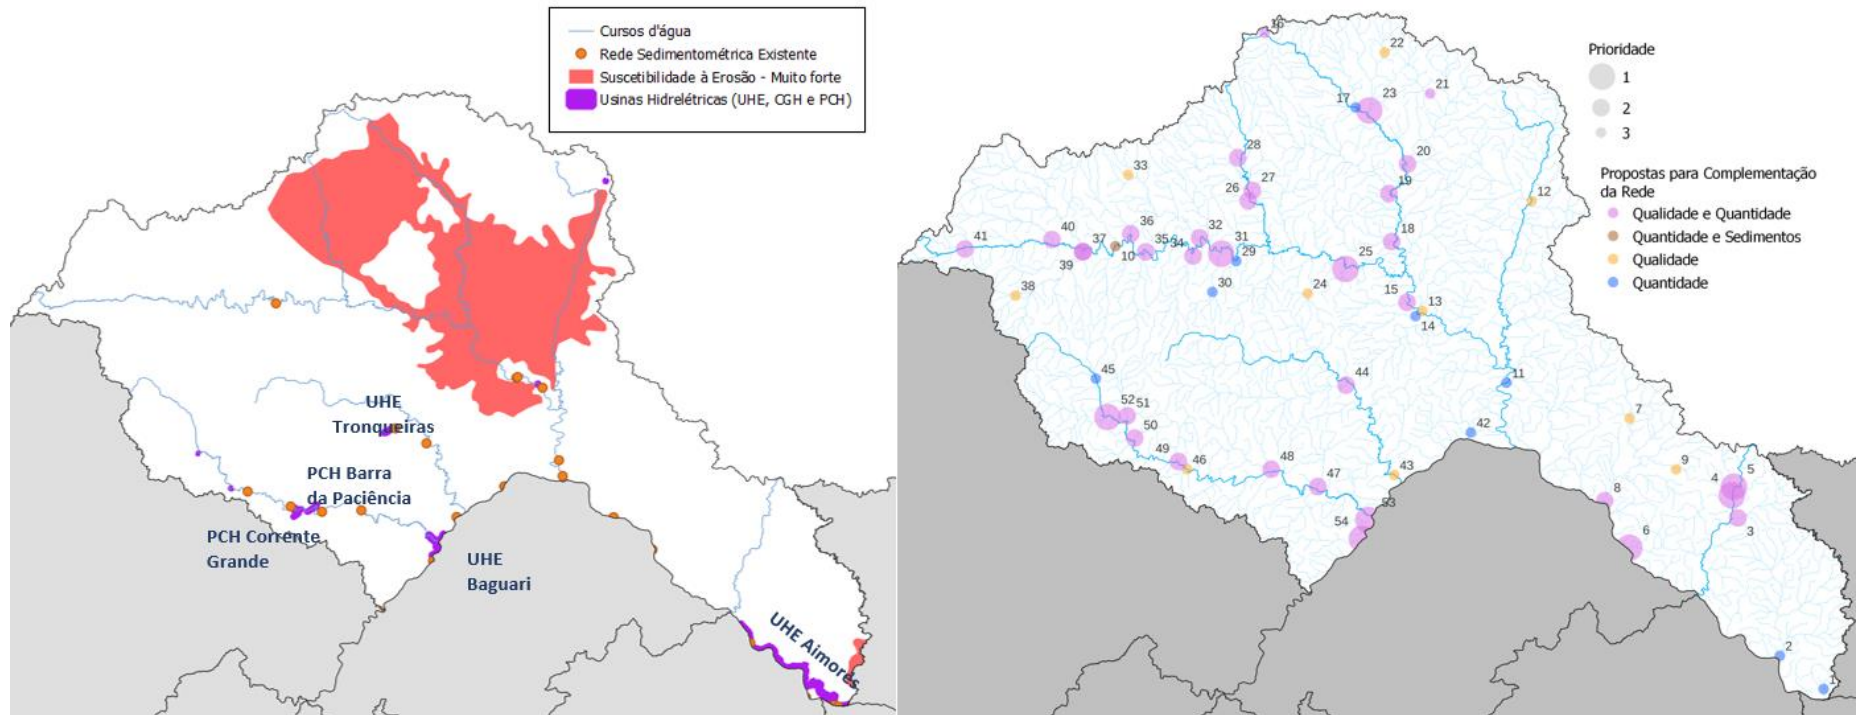 Cursos d'água
Rede Sedimentométrica Existente
Suscetibilidade à Erosão - Muito forte
Usinas Hidrelétricas (UHE, CGH e PCH)
UHE
Tronqueiras
PCH Barra
da Paciência
PCH Corrente
Grande
UHE
Baguari
UHE Aimorés
Prioridade
1
2
3
Propostas para Complementação
da Rede
Qualidade e Quantidade
Quantidade e Sedimentos
Qualidade
Quantidade
16
22
21
17
23
28
20
33
27
26
19
12
36
32
40
41
37
35
34
31
18
39
10
29
25
38
30
24
15
13
14
45
44
11
52
51
50
42
7
49
46
48
47
43
9
5
4
8
53
54
3
6
2
1